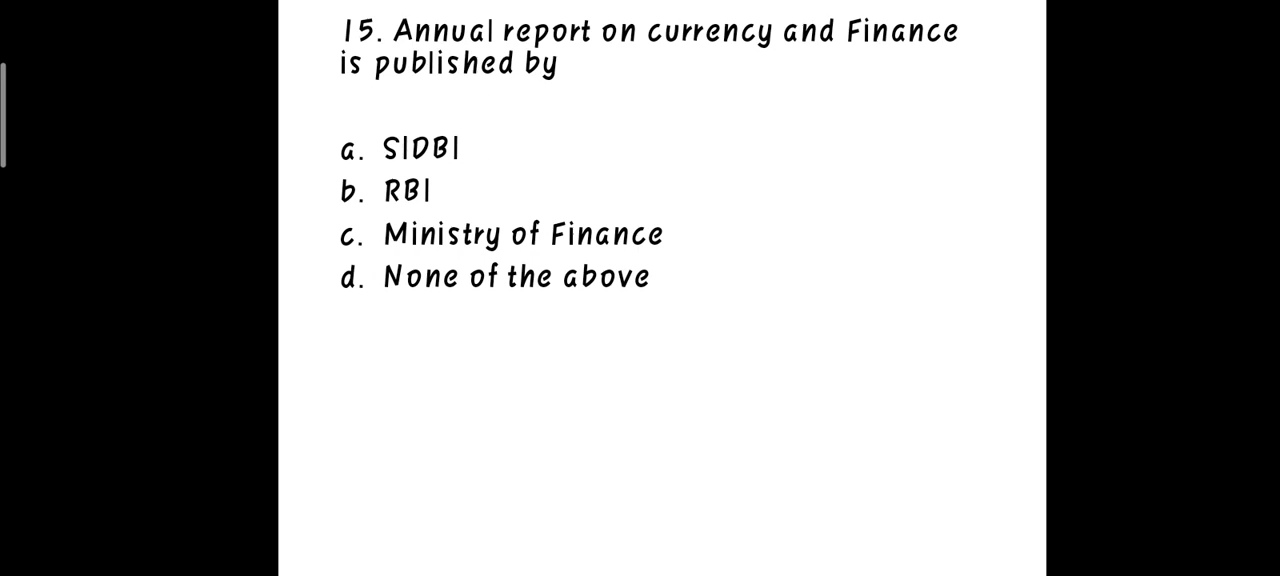 15. Annual report on currency and Finance
is published by
a. SIDBI
b. RBI
c. Ministry of Finance
d. None of the above